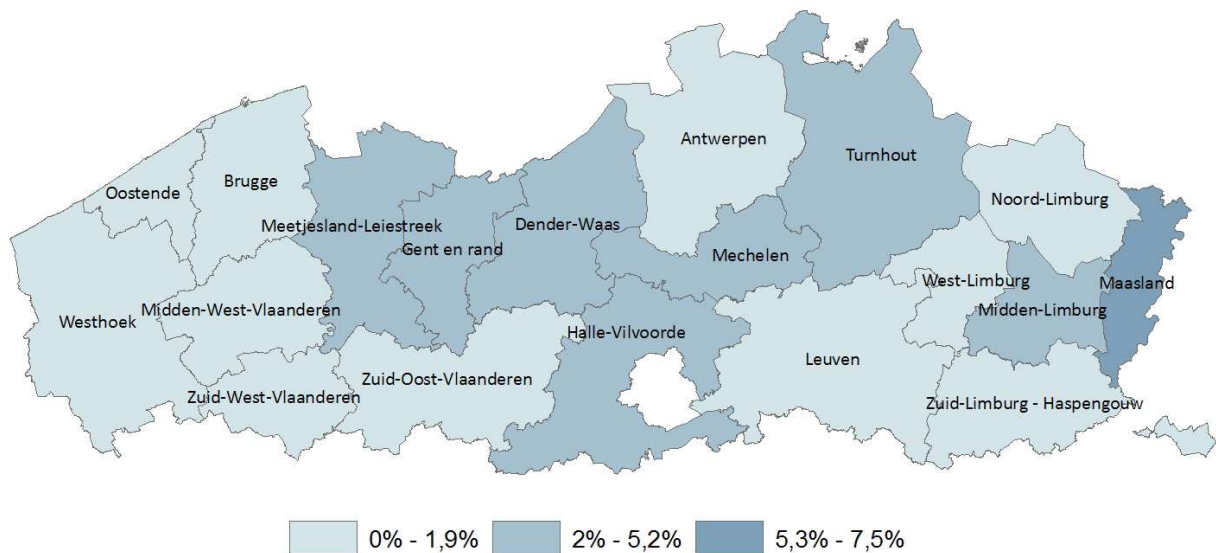 Antwerpen
Turnhout
Oostende
Brugge
Noord-Limburg
Meetjesland-Leiestreek
Dender-Waas
Gent en rand
Mechelen
West-Limburg
Maasland
Midden-West-Vlaanderen
Midden-Limburg
Westhoek
Halle-Vilvoorde
Leuven
Zuid-Oost-Vlaanderen
Zuid-West-Vlaanderen
Zuid-Limburg - Haspengouw
0% - 1,9%
2% - 5,2%
5,3% - 7,5%